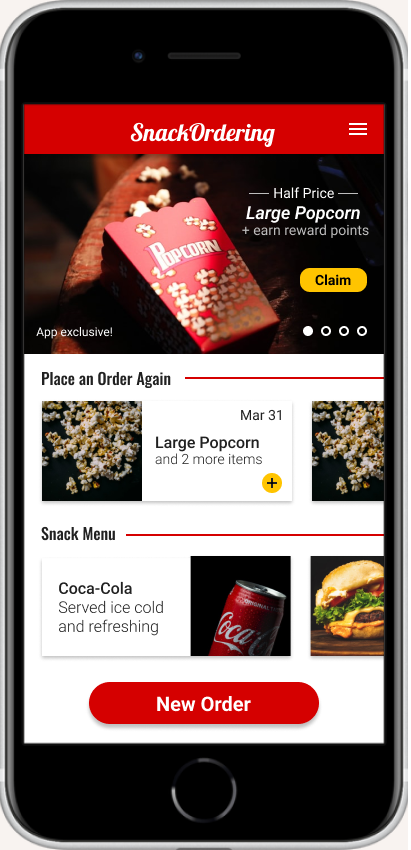 SnackOrdering
Half Price
Large Popcorn
+ earn reward points
POPCORN
Claim
App exclusive!
Place an Order Again
Mar 31
Large Popcorn
and 2 more items
Snack Menu
Coca-Cola
Served ice cold
and refreshing
Coca
New Order